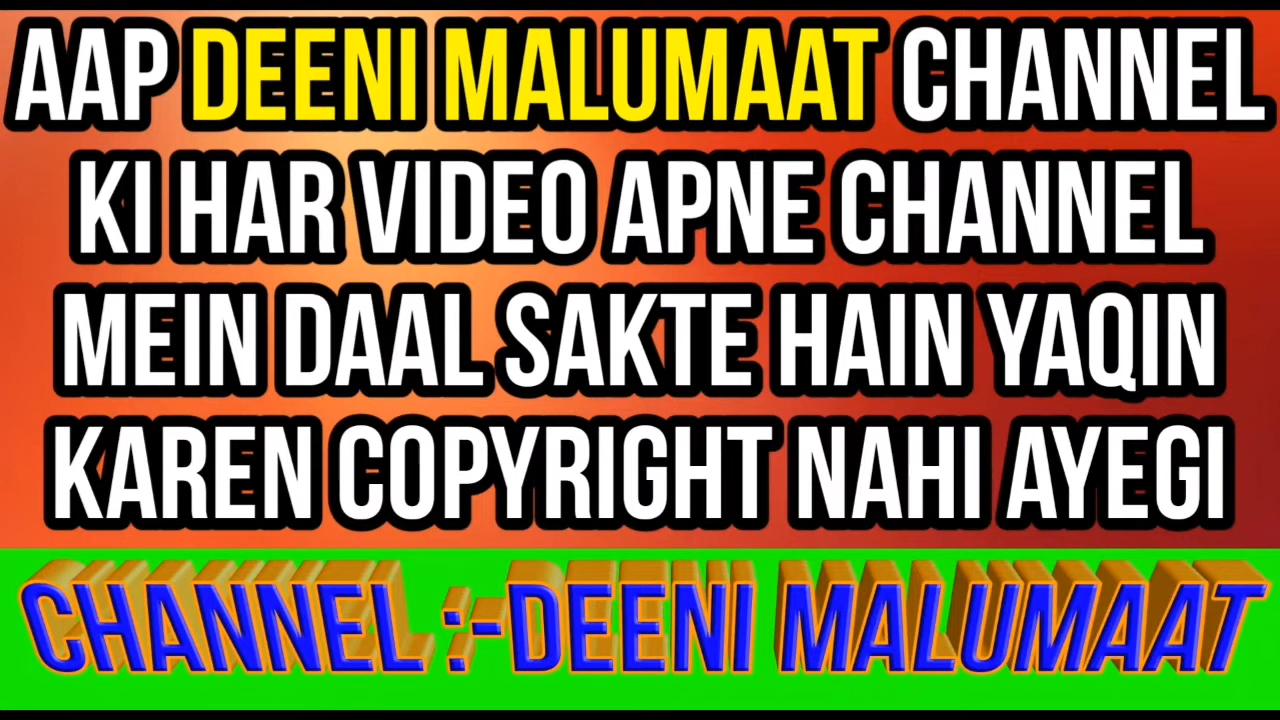 AAP DEENI MALUMAAT CHANNEL
KI HAR VIDEO APNE CHANNEL
MEIN DAAL SAKTE HAIN YAQIN
KAREN COPYRIGHT NAHI AYEGI
CHANNEL :-DEENI MALUMAAT